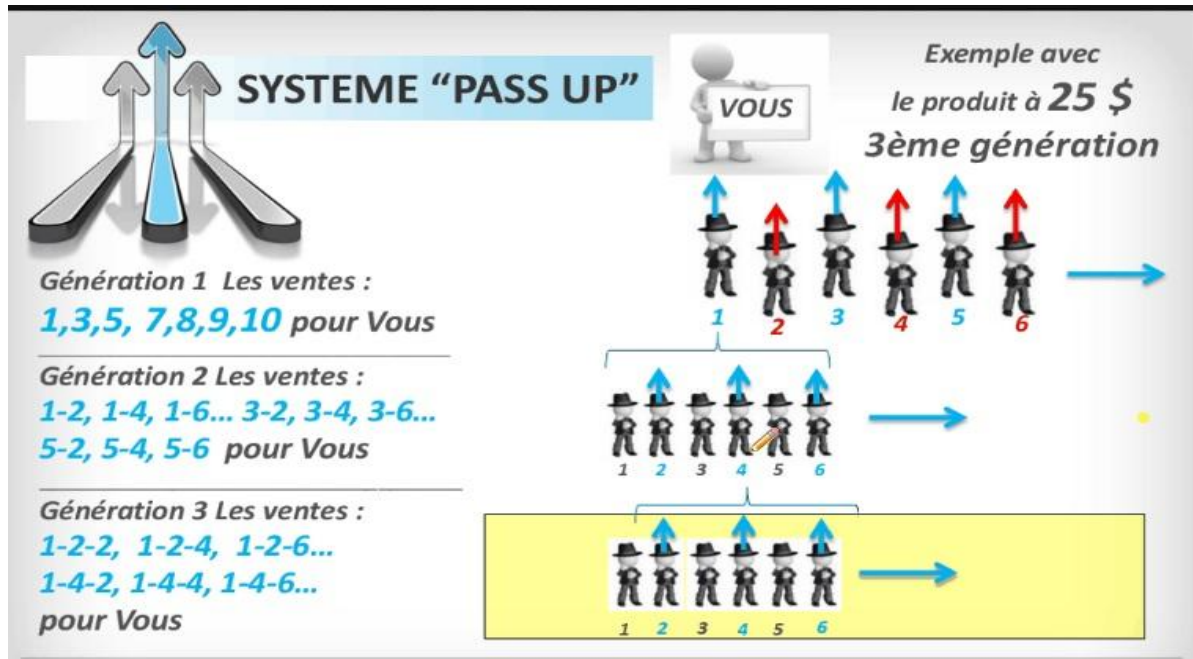 SYSTEME “PASS UP”
VOUS
Exemple avec
le produit à 25 $
3ème génération
1 2 3 4 5 6
Génération 1 Les ventes :
1,3,5, 7,8,9,10 pour Vous
Génération 2 Les ventes :
1-2, 1-4, 1-6... 3-2, 3-4, 3-6...
5-2, 5-4, 5-6 pour Vous
1 2 3 4 5 6
Génération 3 Les ventes :
1-2-2, 1-2-4, 1-2-6...
1-4-2, 1-4-4, 1-4-6...
pour Vous
1 2 3 4 5 6